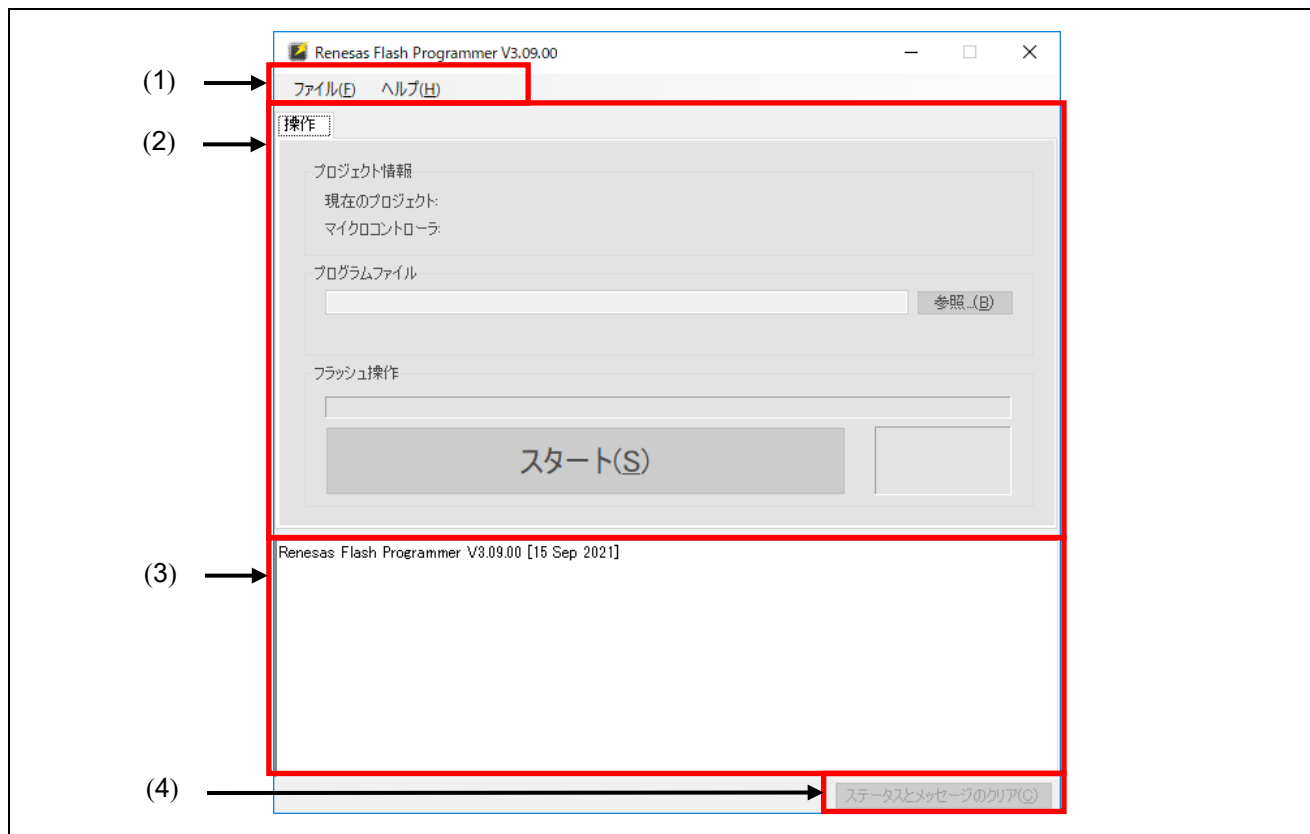 Renesas Flash Programmer V3.09.00
(1)
ファイル(F) ヘルプ(H)
(2)
操作
プロジェクト情報
現在のプロジェクト:
マイクロコントローラ:
プログラムファイル
参照...(B)
フラッシュ操作
スタート(S)
(3)
Renesas Flash Programmer V3.09.00 [15 Sep 2021]
(4)
ステータスとメッセージのクリア(C)